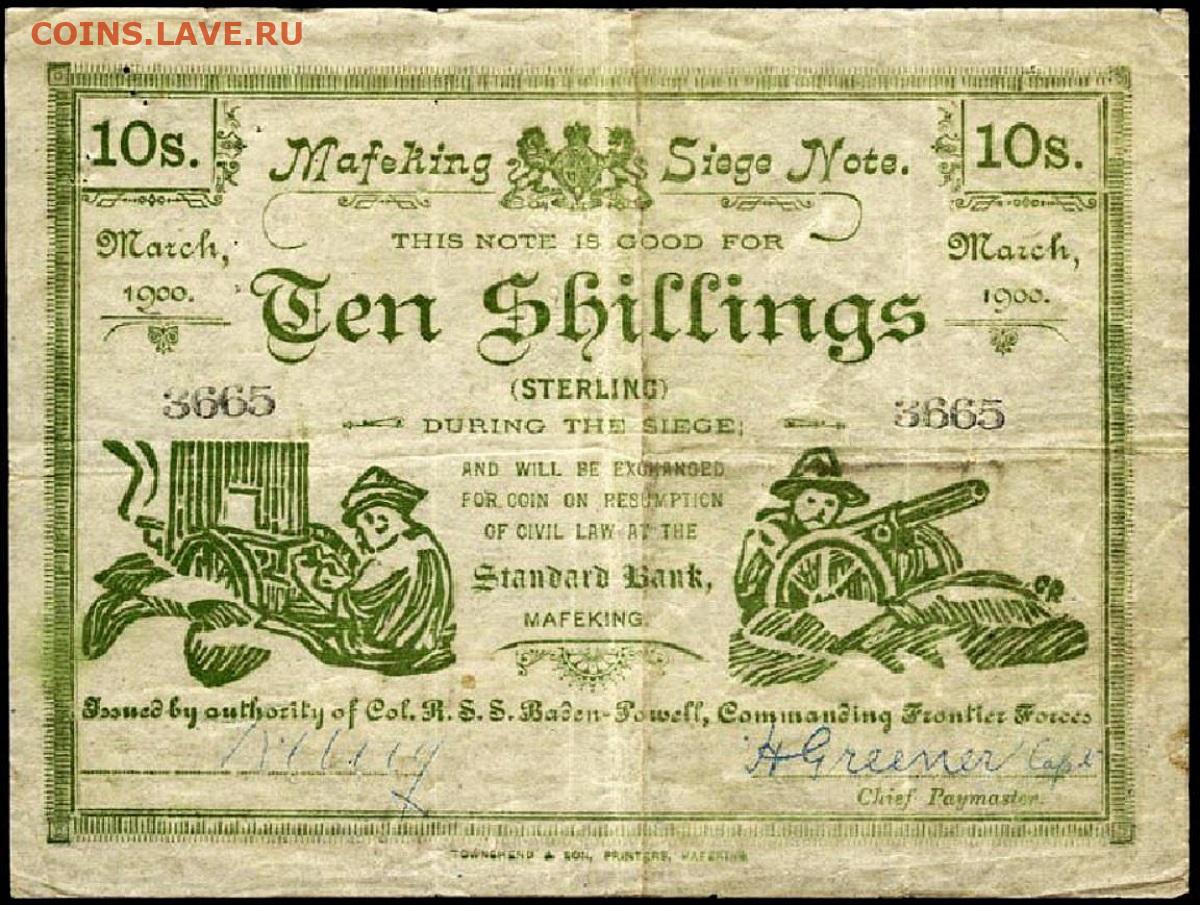 COINS.LAVE.RU
10s. Mafeking Siege Note. 10s.
March, 1900. THIS NOTE IS GOOD FOR March, 1900.
Ten Shillings
(STERLING)
3665 DURING THE SIEGE; 3665
AND WILL BE EXCHANGED
FOR COIN ON RESUMPTION
OF CIVIL LAW AT THE
Standard Bank,
MAFEKING.
Issued by authority of Col. R. S. S. Baden-Powell, Commanding Frontier Forces
H Greener Capt
Chief Paymaster.
TOWNSHEND & SON, PRINTERS, MAFEKING